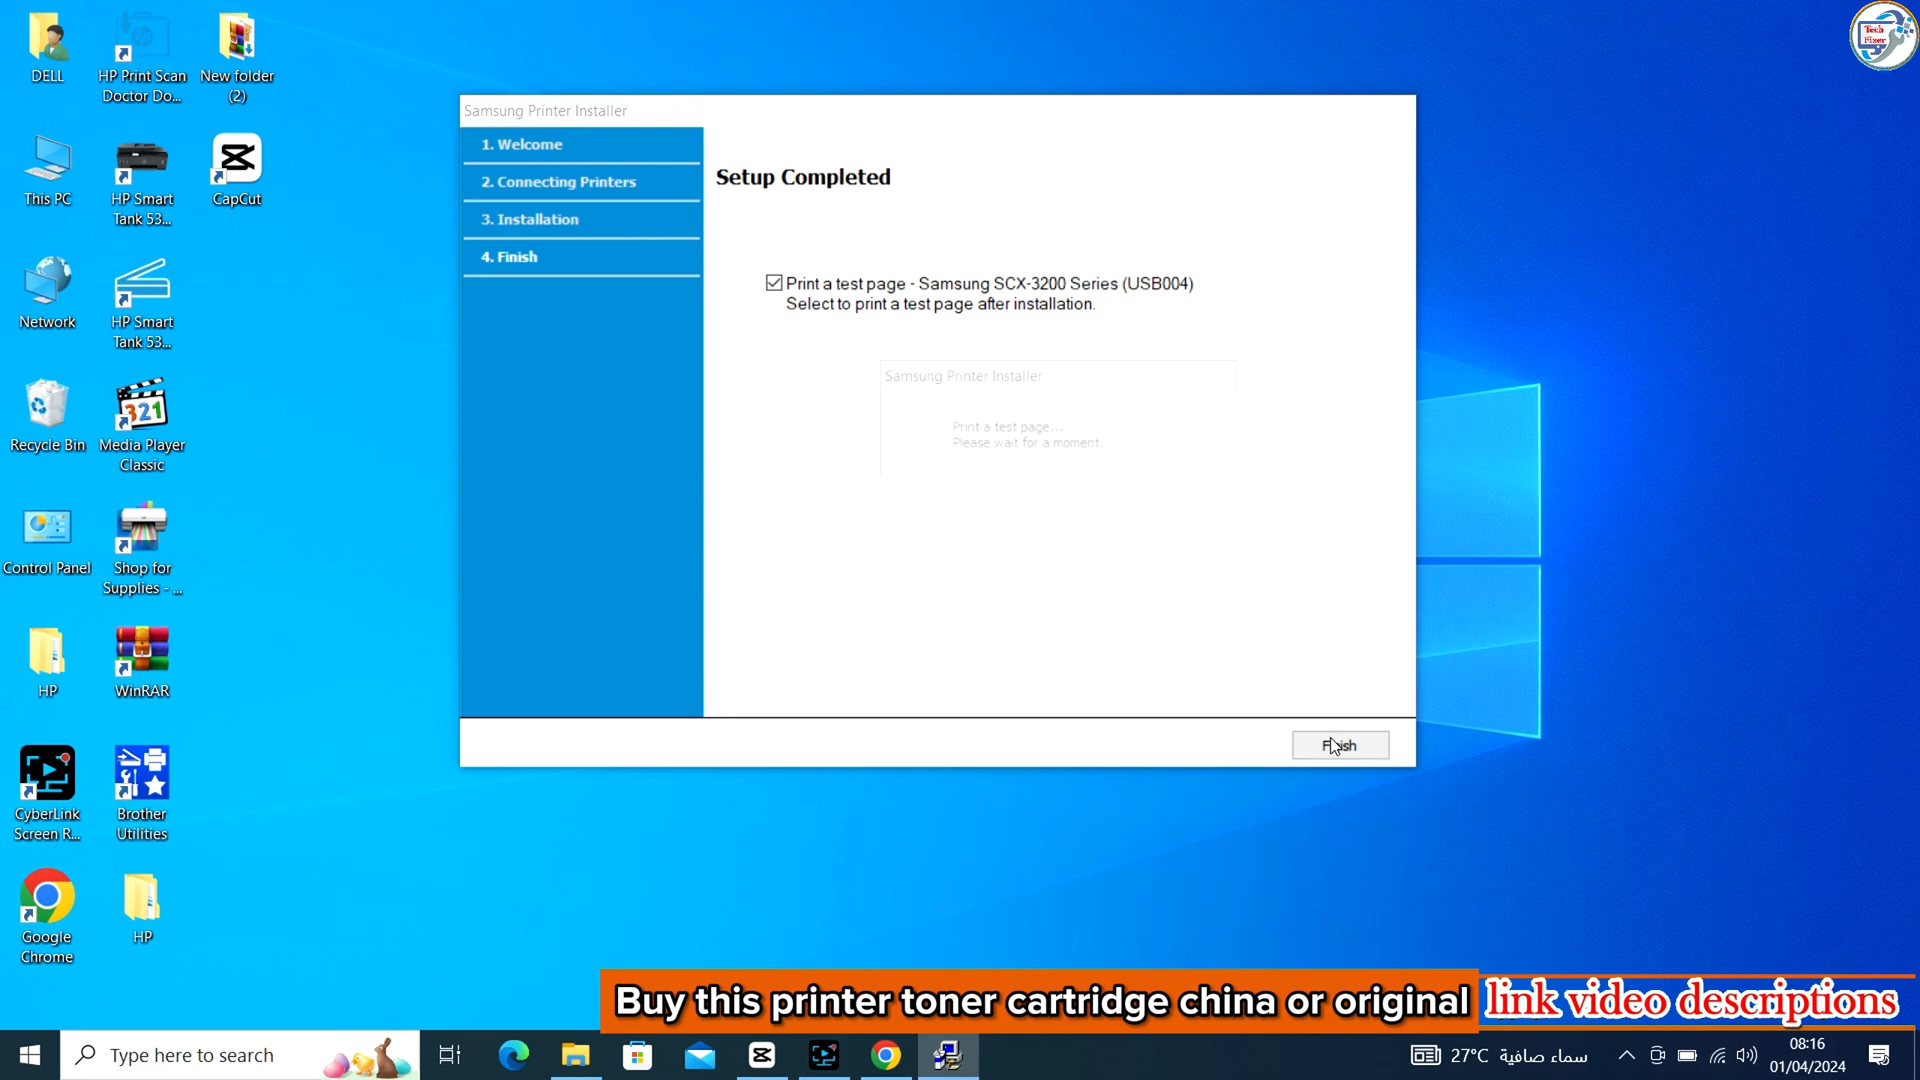 DELL
HP Print Scan
Doctor Do...
New folder
(2)
This PC
HP Smart
Tank 53...
CapCut
Network
HP Smart
Tank 53...
Recycle Bin
321
Media Player
Classic
Control Panel
Shop for
Supplies - ...
HP
WinRAR
CyberLink
Screen R...
Brother
Utilities
Google
Chrome
HP
Samsung Printer Installer
1. Welcome
2. Connecting Printers
3. Installation
4. Finish
Setup Completed
Print a test page - Samsung SCX-3200 Series (USB004)
Select to print a test page after installation.
Samsung Printer Installer
Print a test page...
Please wait for a moment.
Finish
Tech
Fixer
Buy this printer toner cartridge china or original link video descriptions
Type here to search
27°C سماء صافية
08:16
01/04/2024